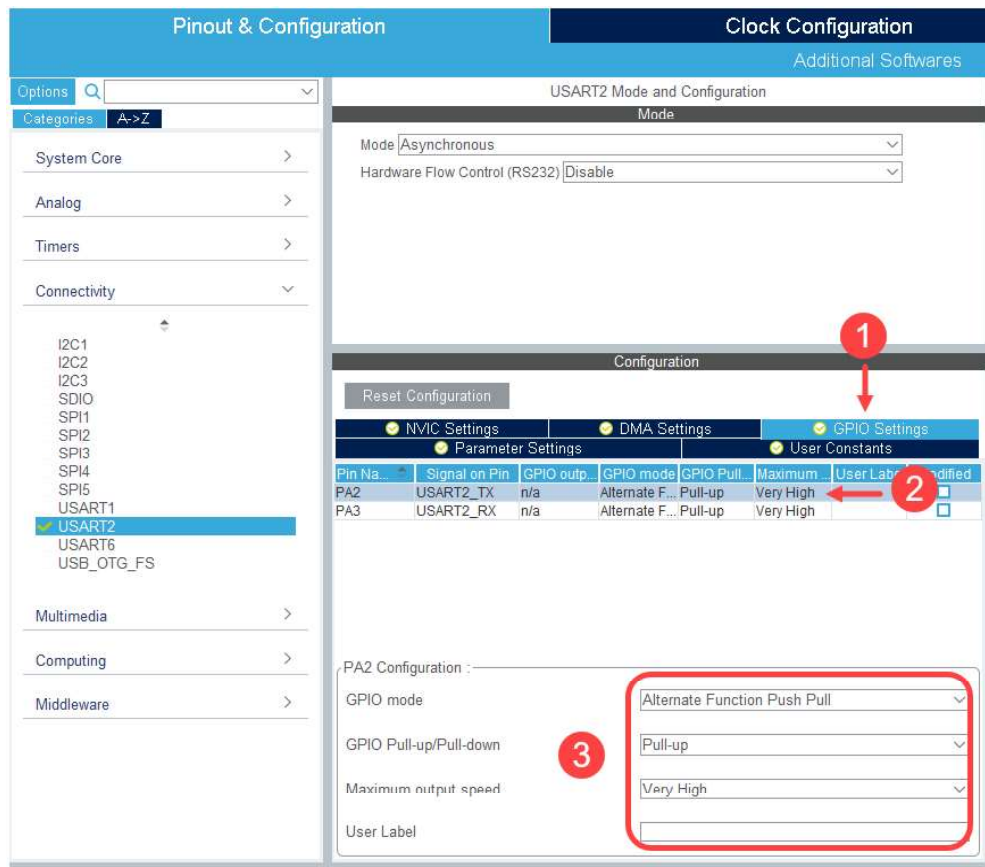 Pinout & Configuration Clock Configuration
Additional Softwares
Options
Categories A->Z
System Core
Analog
Timers
Connectivity
I2C1
I2C2
I2C3
SDIO
SPI1
SPI2
SPI3
SPI4
SPI5
USART1
USART2
USART6
USB_OTG_FS
Multimedia
Computing
Middleware
USART2 Mode and Configuration
Mode
Mode Asynchronous
Hardware Flow Control (RS232) Disable
1
Configuration
Reset Configuration
NVIC Settings DMA Settings GPIO Settings
Parameter Settings User Constants
Pin Na... Signal on Pin GPIO outp... GPIO mode GPIO Pull... Maximum ... User Labe
PA2 USART2_TX n/a Alternate F... Pull-up Very High 2
PA3 USART2_RX n/a Alternate F... Pull-up Very High
PA2 Configuration :
GPIO mode Alternate Function Push Pull
GPIO Pull-up/Pull-down Pull-up
3
Maximum output speed Very High
User Label